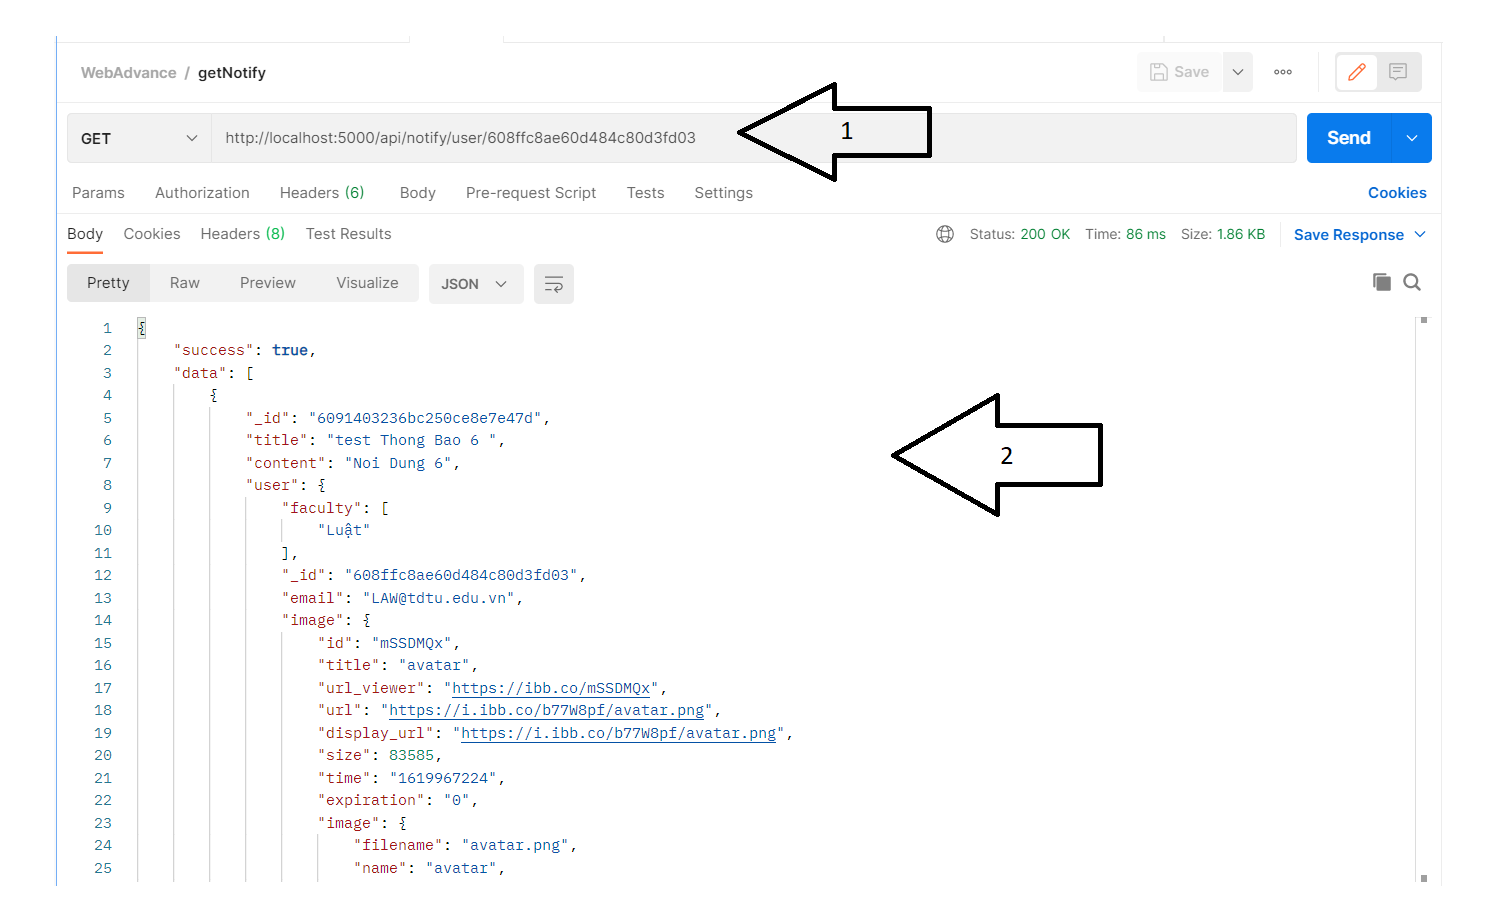 WebAdvance / getNotify
Save
GET
http://localhost:5000/api/notify/user/608ffc8ae60d484c80d3fd03
1
Send
Params Authorization Headers (6) Body Pre-request Script Tests Settings Cookies
Body Cookies Headers (8) Test Results Status: 200 OK Time: 86 ms Size: 1.86 KB Save Response
Pretty Raw Preview Visualize JSON
1 {
2 "success": true,
3 "data": [
4 {
5 "_id": "6091403236bc250ce8e7e47d",
6 "title": "test Thong Bao 6 ",
7 "content": "Noi Dung 6",
2
8 "user": {
9 "faculty": [
10 "Luật"
11 ],
12 "_id": "608ffc8ae60d484c80d3fd03",
13 "email": "LAW@tdtu.edu.vn",
14 "image": {
15 "id": "mSSDMQx",
16 "title": "avatar",
17 "url_viewer": "https://ibb.co/mSSDMQx",
18 "url": "https://i.ibb.co/b77W8pf/avatar.png",
19 "display_url": "https://i.ibb.co/b77W8pf/avatar.png",
20 "size": 83585,
21 "time": "1619967224",
22 "expiration": "0",
23 "image": {
24 "filename": "avatar.png",
25 "name": "avatar",